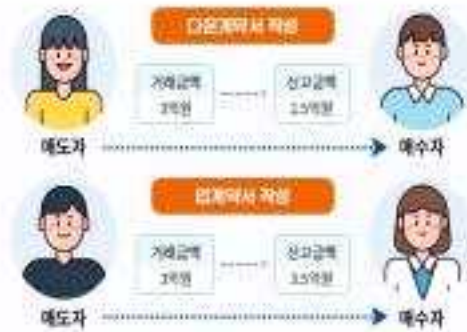 다운계약서 작성
거래금액
3억원
신고금액
2.5억원
매도자
매수자
업계약서 작성
거래금액
3억원
신고금액
3.5억원
매도자
매수자